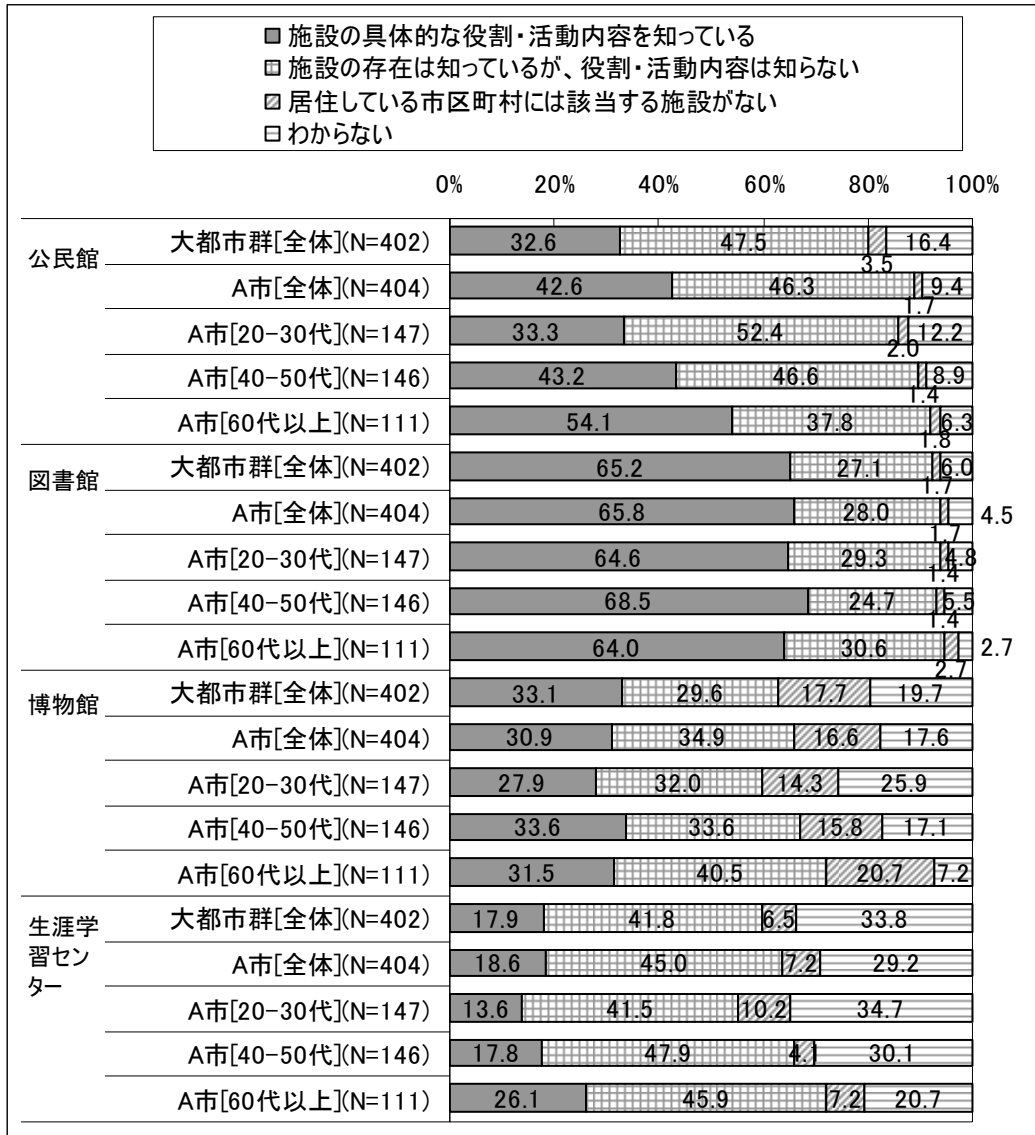 施設の具体的な役割・活動内容を知っている
施設の存在は知っているが、役割・活動内容は知らない
居住している市区町村には該当する施設がない
わからない
0% 20% 40% 60% 80% 100%
公民館
大都市群[全体](N=402) 32.6 47.5 3.5 16.4
A市[全体](N=404) 42.6 46.3 1.7 9.4
A市[20-30代](N=147) 33.3 52.4 2.0 12.2
A市[40-50代](N=146) 43.2 46.6 1.4 8.9
A市[60代以上](N=111) 54.1 37.8 1.8 6.3
図書館
大都市群[全体](N=402) 65.2 27.1 1.7 6.0
A市[全体](N=404) 65.8 28.0 1.7 4.5
A市[20-30代](N=147) 64.6 29.3 1.4 4.8
A市[40-50代](N=146) 68.5 24.7 1.4 5.5
A市[60代以上](N=111) 64.0 30.6 2.7 2.7
博物館
大都市群[全体](N=402) 33.1 29.6 17.7 19.7
A市[全体](N=404) 30.9 34.9 16.6 17.6
A市[20-30代](N=147) 27.9 32.0 14.3 25.9
A市[40-50代](N=146) 33.6 33.6 15.8 17.1
A市[60代以上](N=111) 31.5 40.5 20.7 7.2
生涯学
習セン
ター
大都市群[全体](N=402) 17.9 41.8 6.5 33.8
A市[全体](N=404) 18.6 45.0 7.2 29.2
A市[20-30代](N=147) 13.6 41.5 10.2 34.7
A市[40-50代](N=146) 17.8 47.9 4.1 30.1
A市[60代以上](N=111) 26.1 45.9 7.2 20.7